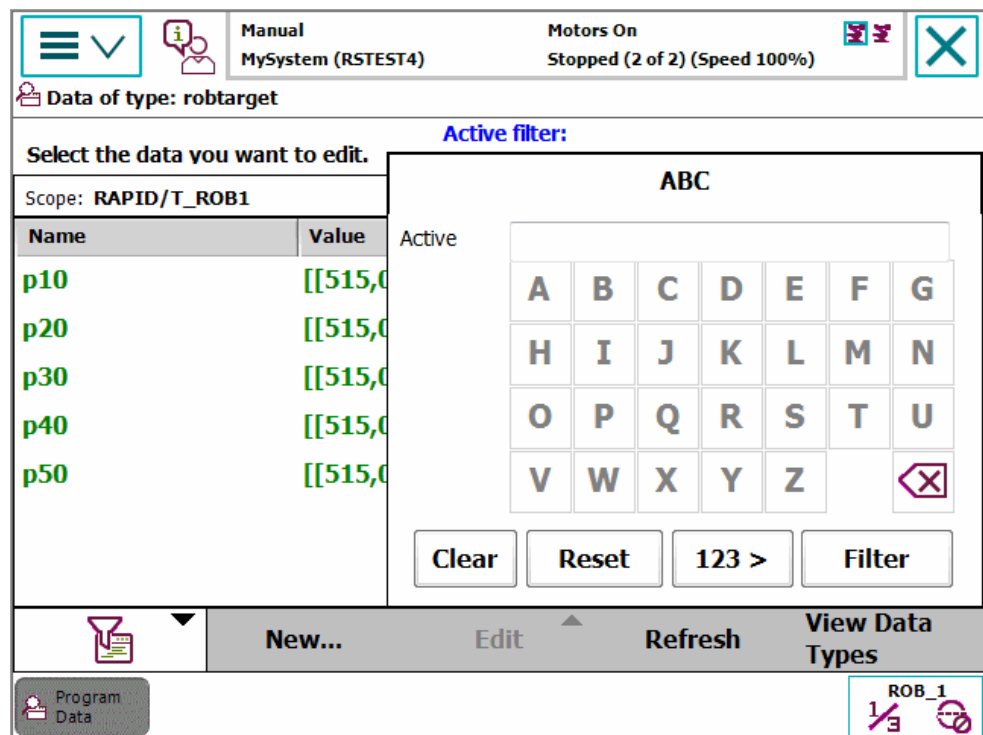 Manual
MySystem (RSTEST4)
Motors On
Stopped (2 of 2) (Speed 100%)
Data of type: robtarget
Active filter:
Select the data you want to edit.
Scope: RAPID/T_ROB1
Name Value
p10 [[515,0
p20 [[515,0
p30 [[515,0
p40 [[515,0
p50 [[515,0
ABC
Active
A B C D E F G
H I J K L M N
O P Q R S T U
V W X Y Z
Clear Reset 123 > Filter
New... Edit Refresh View Data
Types
Program
Data
ROB_1
1/3